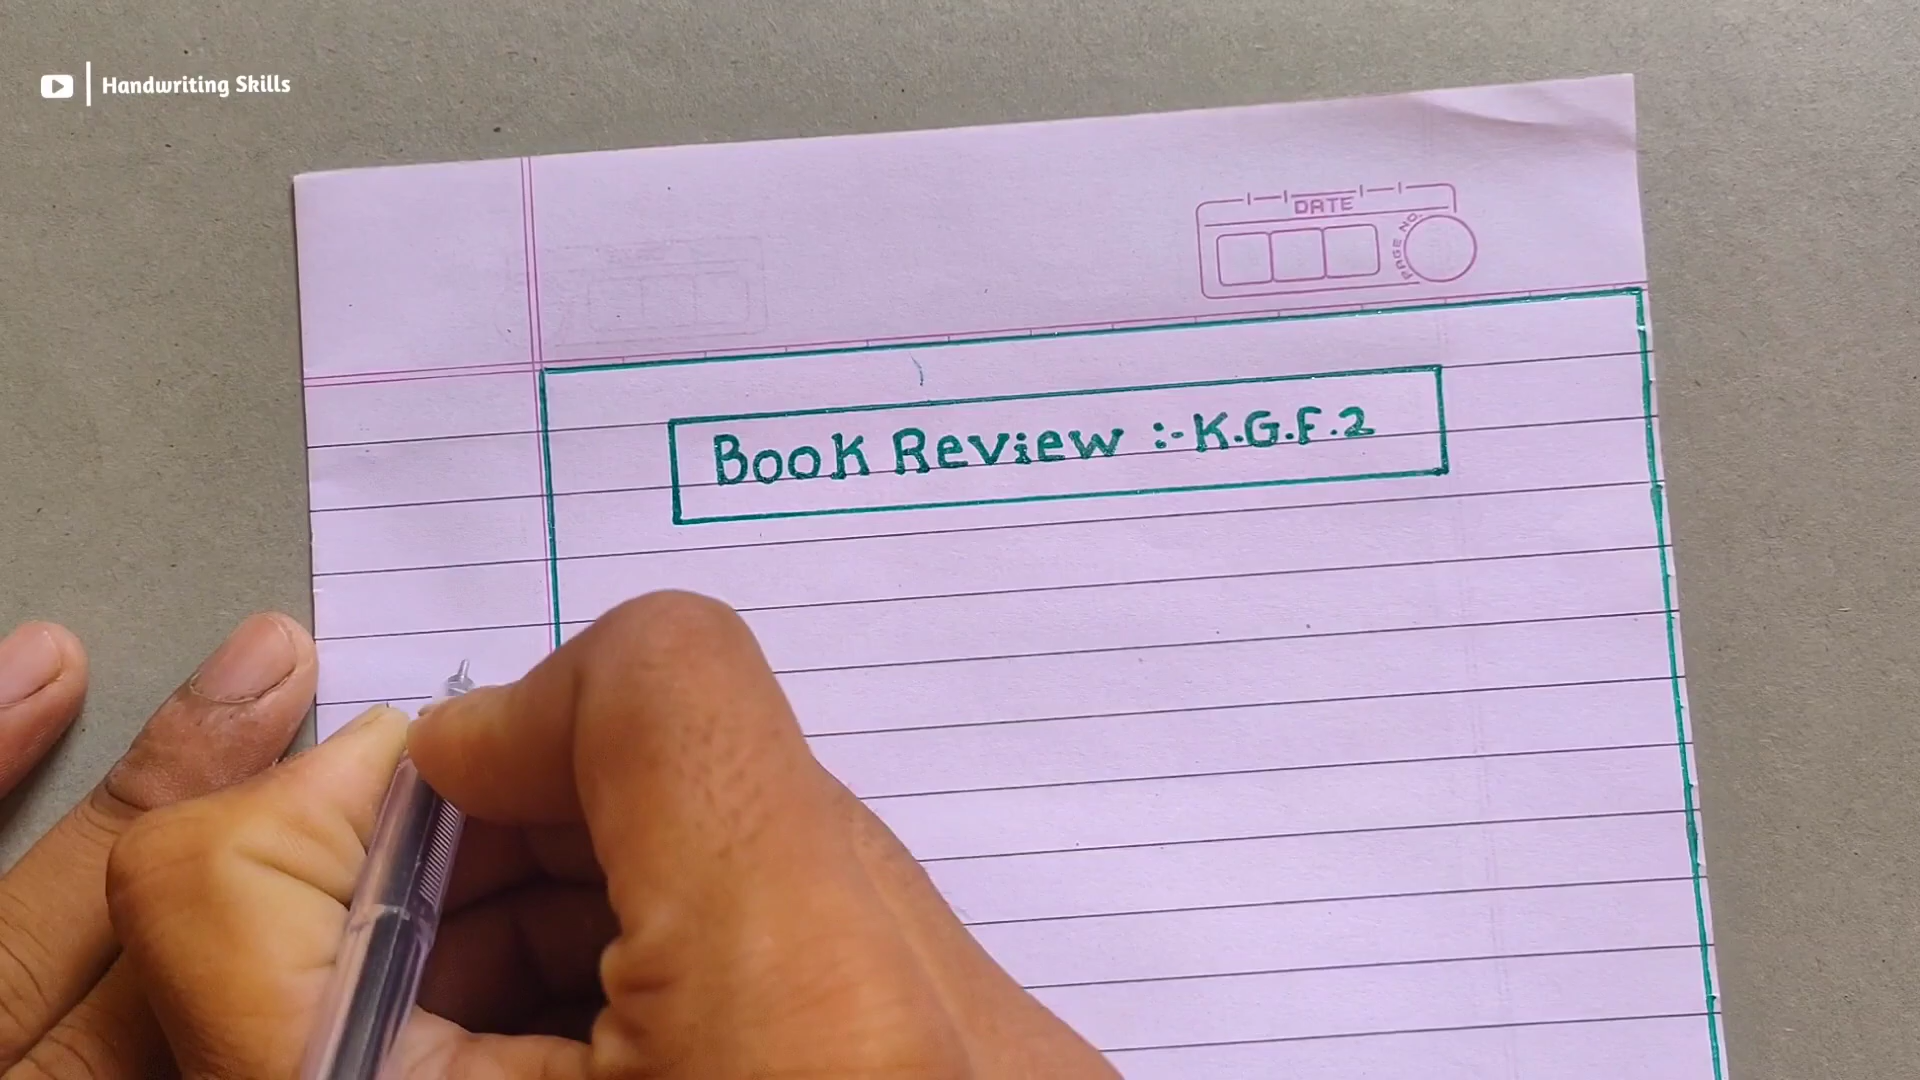 Handwriting Skills
DATE
PAGE NO.
Book Review :- K.G.F.2